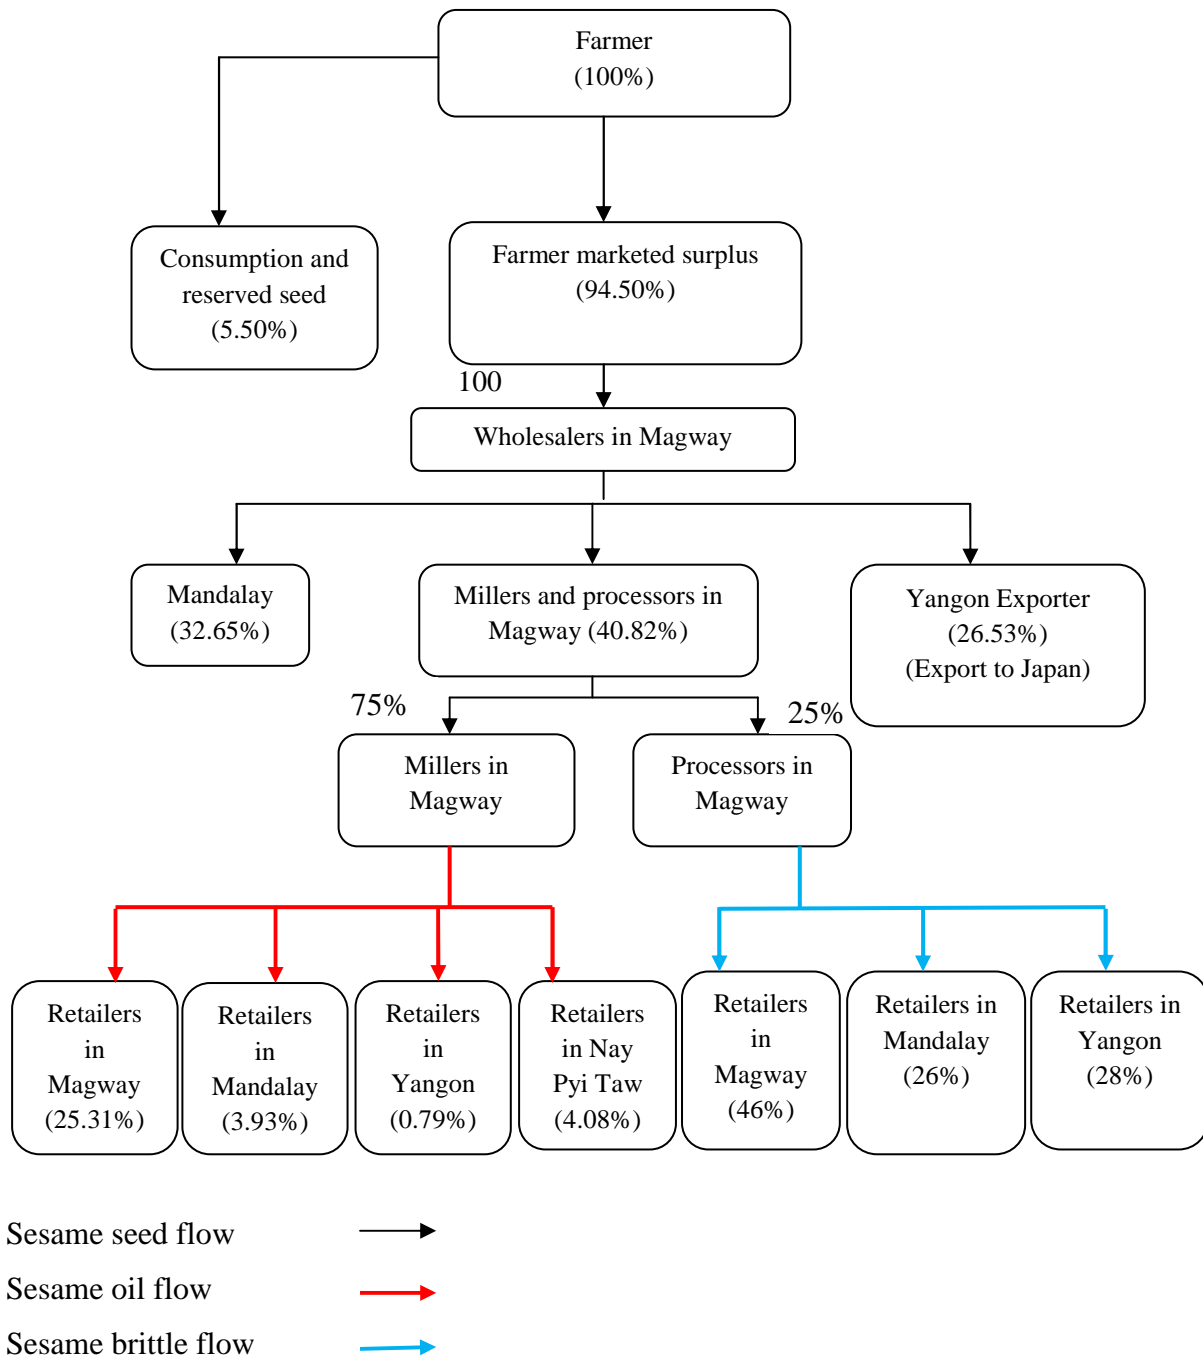 Farmer
(100%)
Consumption and
reserved seed
(5.50%)
Farmer marketed surplus
(94.50%)
100
Wholesalers in Magway
Mandalay
(32.65%)
Millers and processors in
Magway (40.82%)
Yangon Exporter
(26.53%)
(Export to Japan)
75%
25%
Millers in
Magway
Processors in
Magway
Retailers
in
Magway
(25.31%)
Retailers
in
Mandalay
(3.93%)
Retailers
in
Yangon
(0.79%)
Retailers
in Nay
Pyi Taw
(4.08%)
Retailers
in
Magway
(46%)
Retailers in
Mandalay
(26%)
Retailers in
Yangon
(28%)
Sesame seed flow
Sesame oil flow
Sesame brittle flow